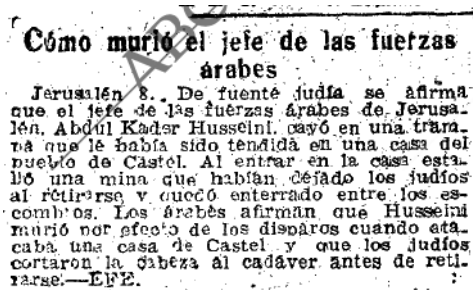 Cómo murió el jefe de las fuerzas
árabes
Jerusalén 8. De fuente judía se afirma
que el jefe de las fuerzas árabes de Jerusa-
lén, Abdul Kader Husseini, cayó en una tram-
pa que le había sido tendida en una casa del
pueblo de Castel. Al entrar en la casa esta-
lló una mina que habían dejado los judíos
al retirarse y quedó enterrado entre los es-
combros. Los árabes afirman que Husseini
murió por efecto de los disparos cuando ata-
caba una casa de Castel y que los judíos
cortaron la cabeza al cadáver antes de reti-
rarse.—EFE.
ABC